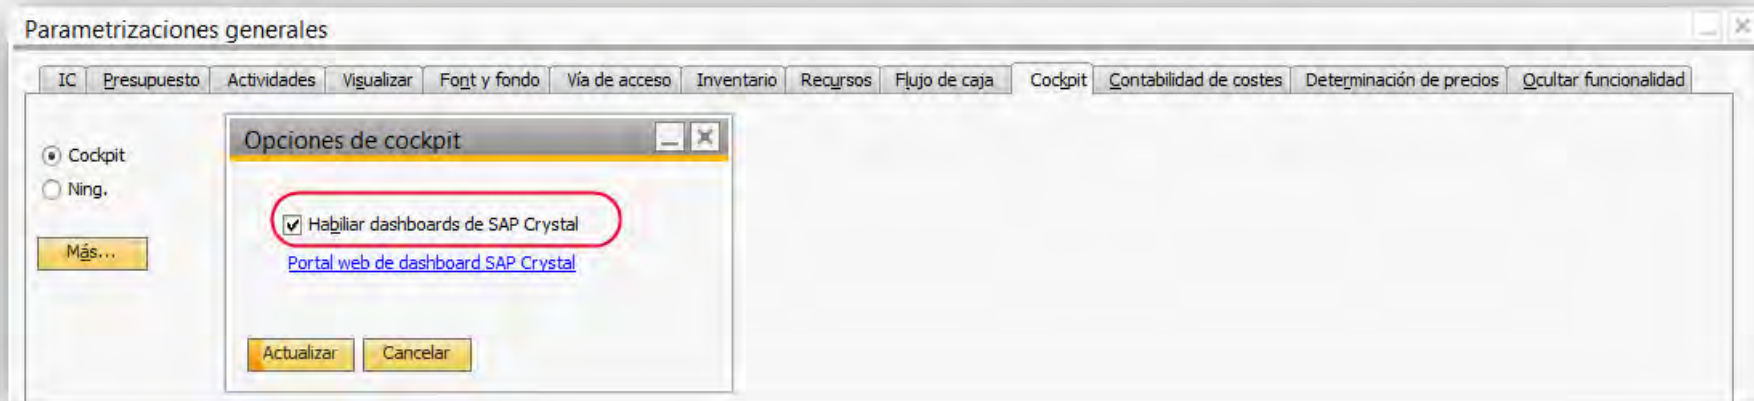 Parametrizaciones generales
IC Presupuesto Actividades Visualizar Font y fondo Vía de acceso Inventario Recursos Flujo de caja Cockpit Contabilidad de costes Determinación de precios Ocultar funcionalidad
Opciones de cockpit
Cockpit
Ning.
Habiliar dashboards de SAP Crystal
Más...
Portal web de dashboard SAP Crystal
Actualizar Cancelar